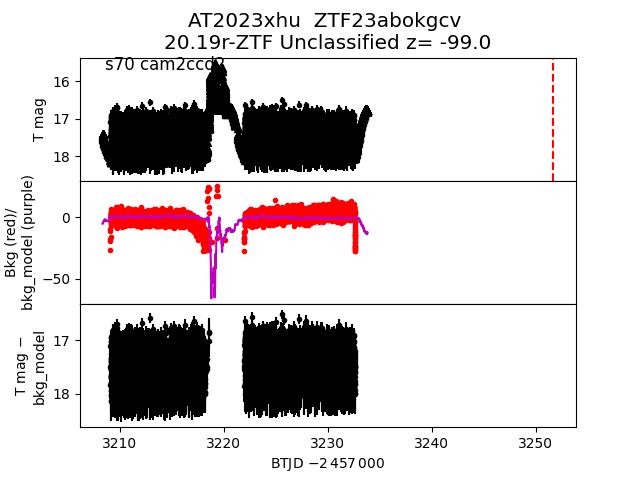 AT2023xhu  ZTF23abokgcv
20.19r-ZTF Unclassified z= -99.0
s70 cam2ccd2
16
17
18
T mag
0
−50
Bkg (red)/
bkg_model (purple)
17
18
T mag −
bkg_model
3210
3220
3230
3240
3250
BTJD −2 457 000